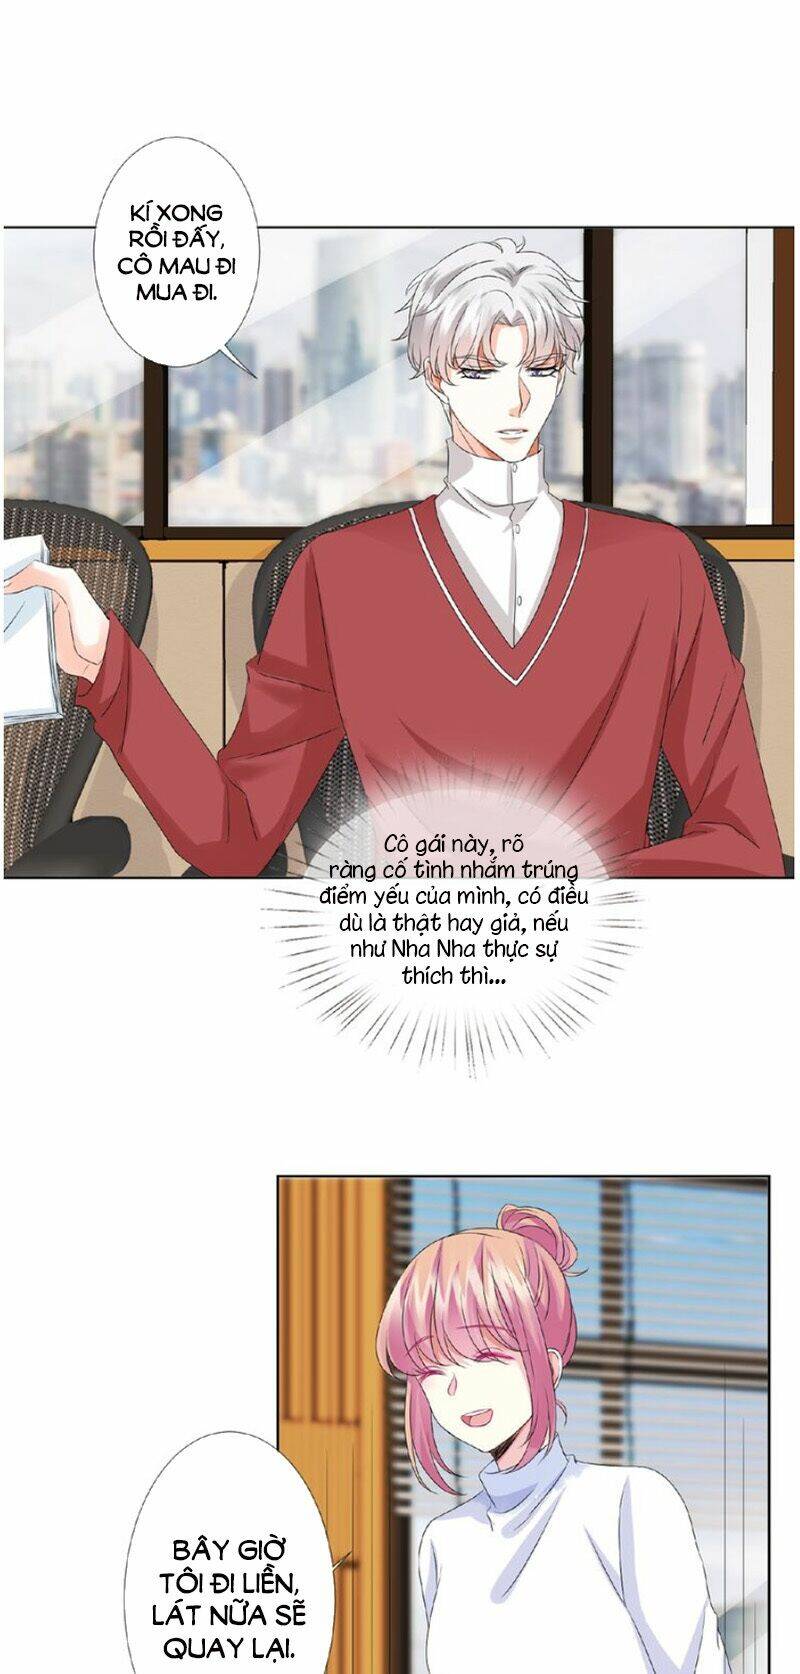 KÍ XONG
RỒI ĐẤY,
CÔ MAU ĐI
MUA ĐI.
Cô gái này, rõ
ràng cố tình nhắm trúng
điểm yếu của mình, có điều
dù là thật hay giả, nếu
như Nha Nha thực sự
thích thì...
BÂY GIỜ
TÔI ĐI LIỀN,
LÁT NỮA SẼ
QUAY LẠI.